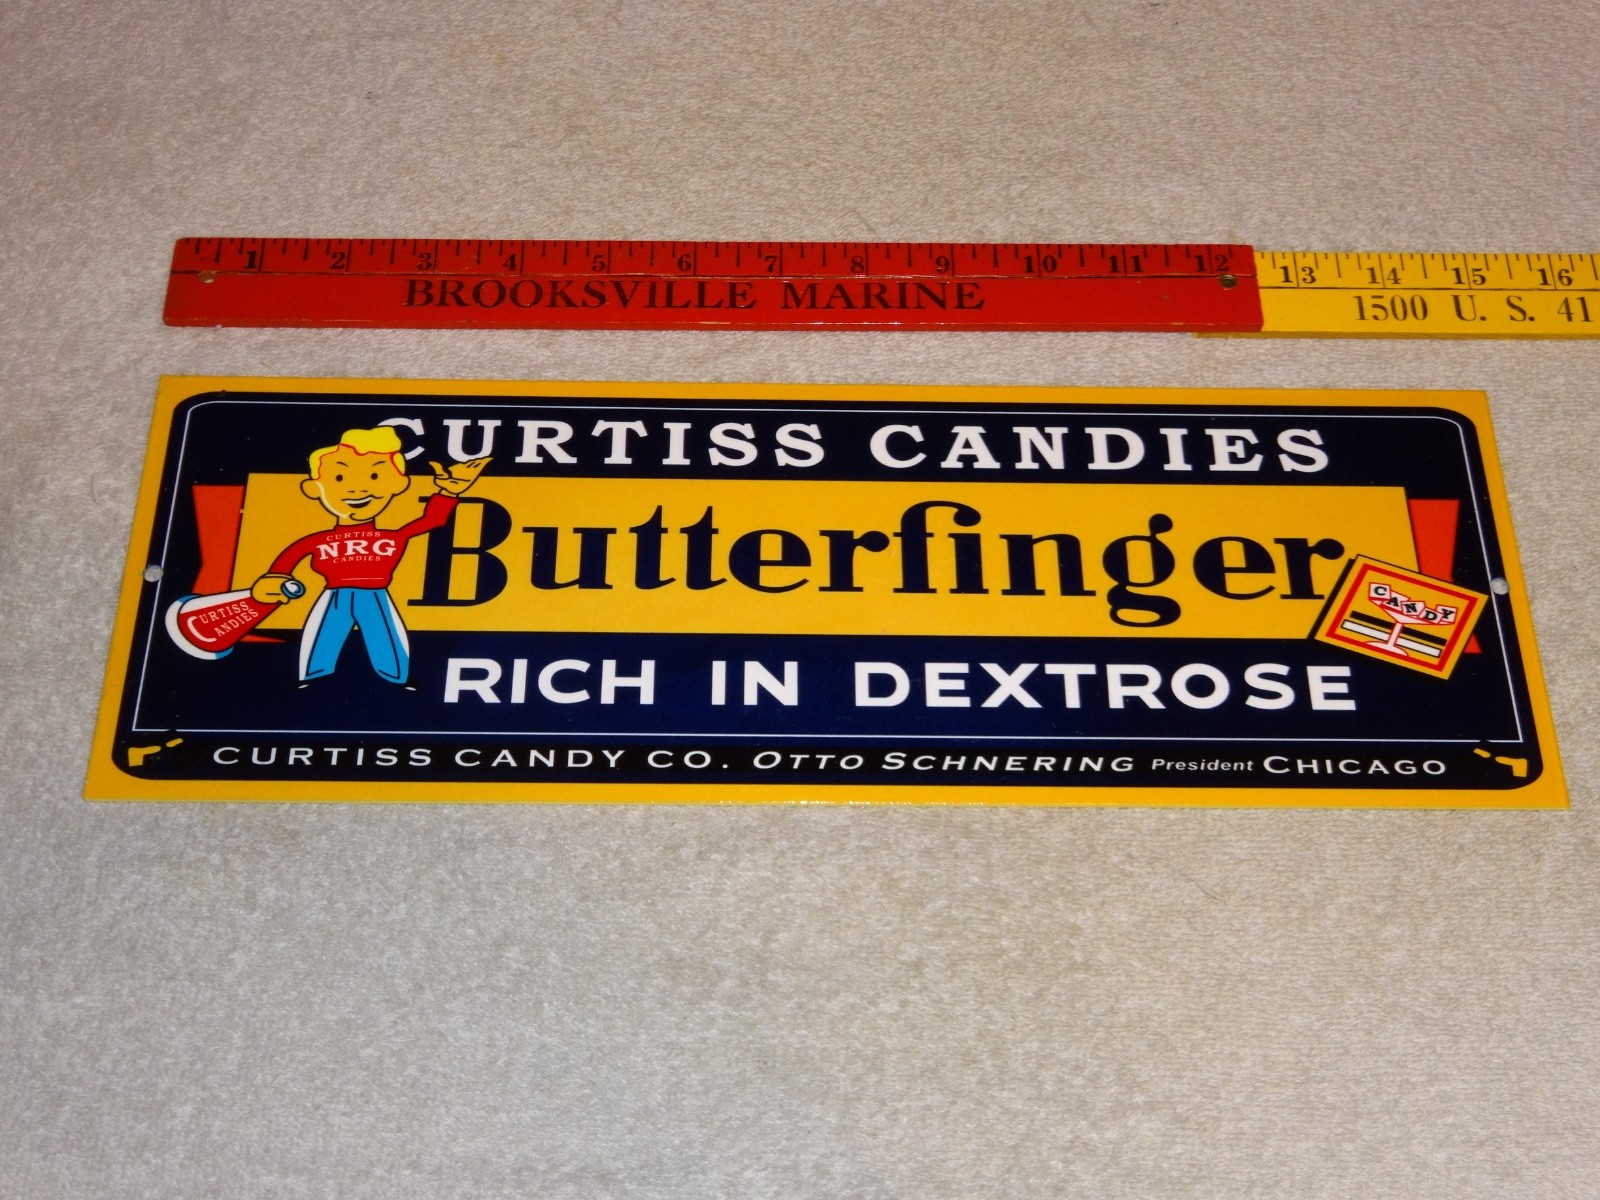 1 2 3 4 5 6 7 8 9 10 11 12 13 14 15 16
BROOKSVILLE MARINE 1500 U. S. 41
CURTISS CANDIES
Butterfinger
CURTISS
NRG
CANDIES
CURTISS
CANDIES
CANDY
RICH IN DEXTROSE
CURTISS CANDY CO. OTTO SCHNERING President CHICAGO